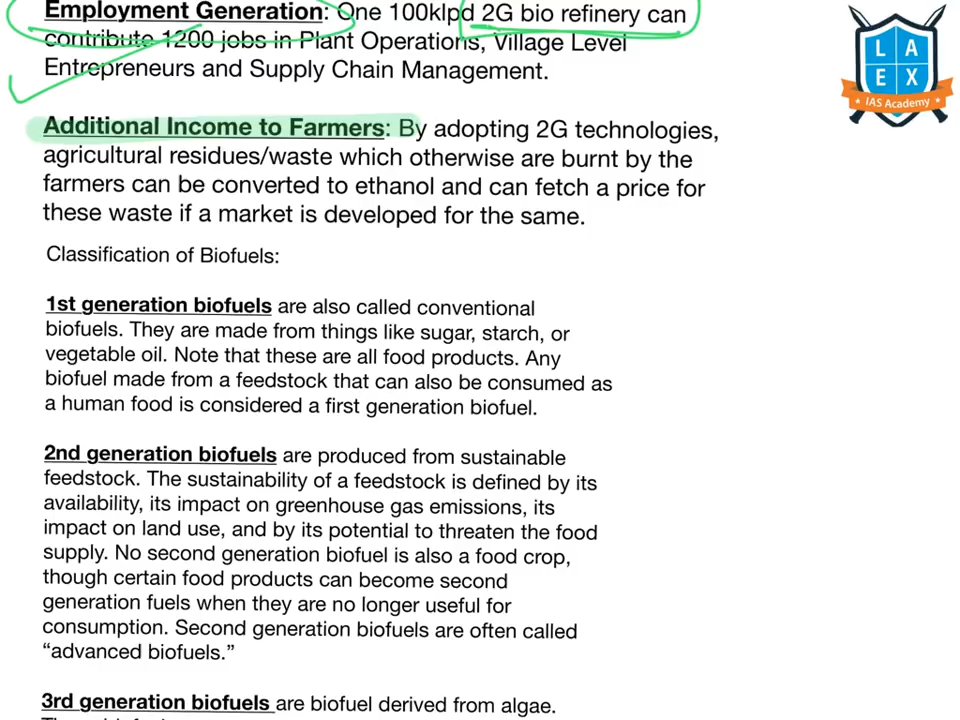 Employment Generation: One 100klpd 2G bio refinery can
contribute 1200 jobs in Plant Operations, Village Level
Entrepreneurs and Supply Chain Management.
L A
E X
IAS Academy
Additional Income to Farmers: By adopting 2G technologies,
agricultural residues/waste which otherwise are burnt by the
farmers can be converted to ethanol and can fetch a price for
these waste if a market is developed for the same.
Classification of Biofuels:
1st generation biofuels are also called conventional
biofuels. They are made from things like sugar, starch, or
vegetable oil. Note that these are all food products. Any
biofuel made from a feedstock that can also be consumed as
a human food is considered a first generation biofuel.
2nd generation biofuels are produced from sustainable
feedstock. The sustainability of a feedstock is defined by its
availability, its impact on greenhouse gas emissions, its
impact on land use, and by its potential to threaten the food
supply. No second generation biofuel is also a food crop,
though certain food products can become second
generation fuels when they are no longer useful for
consumption. Second generation biofuels are often called
“advanced biofuels.”
3rd generation biofuels are biofuel derived from algae.